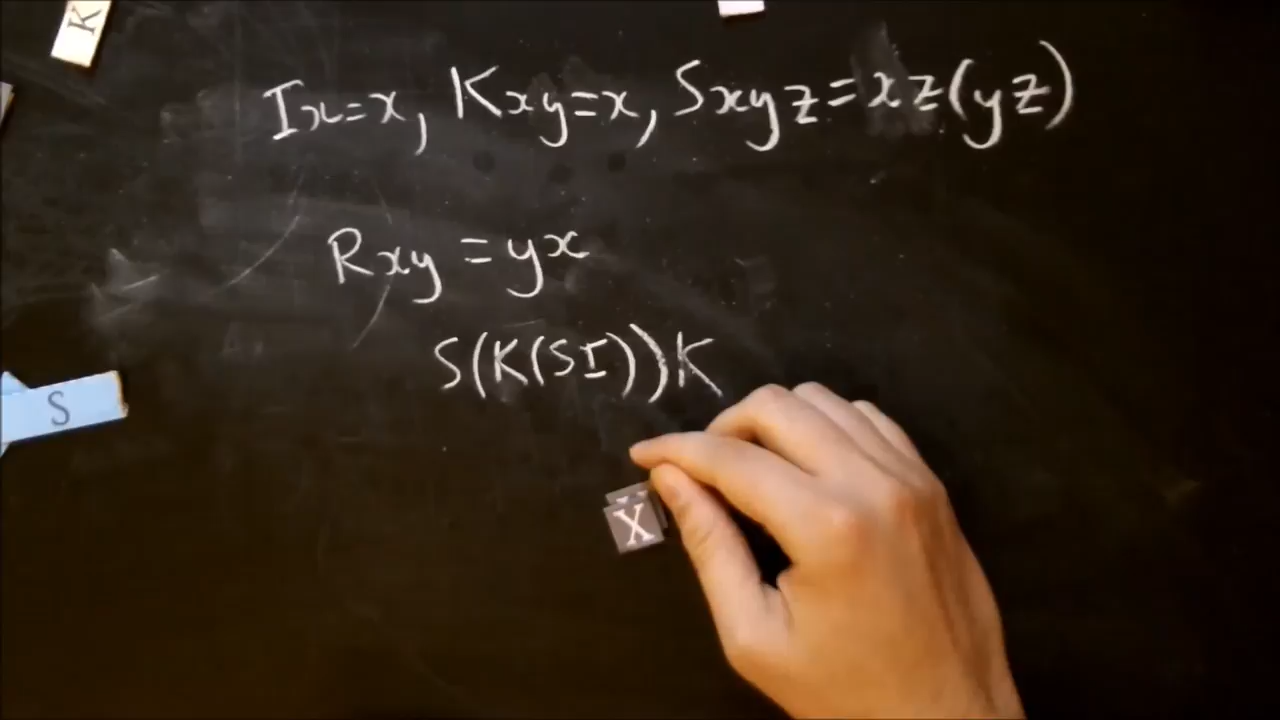 K
Ix=x, Kxy=x, Sxyz=xz(yz)
Rxy=yx
S(K(SI))K
S
X